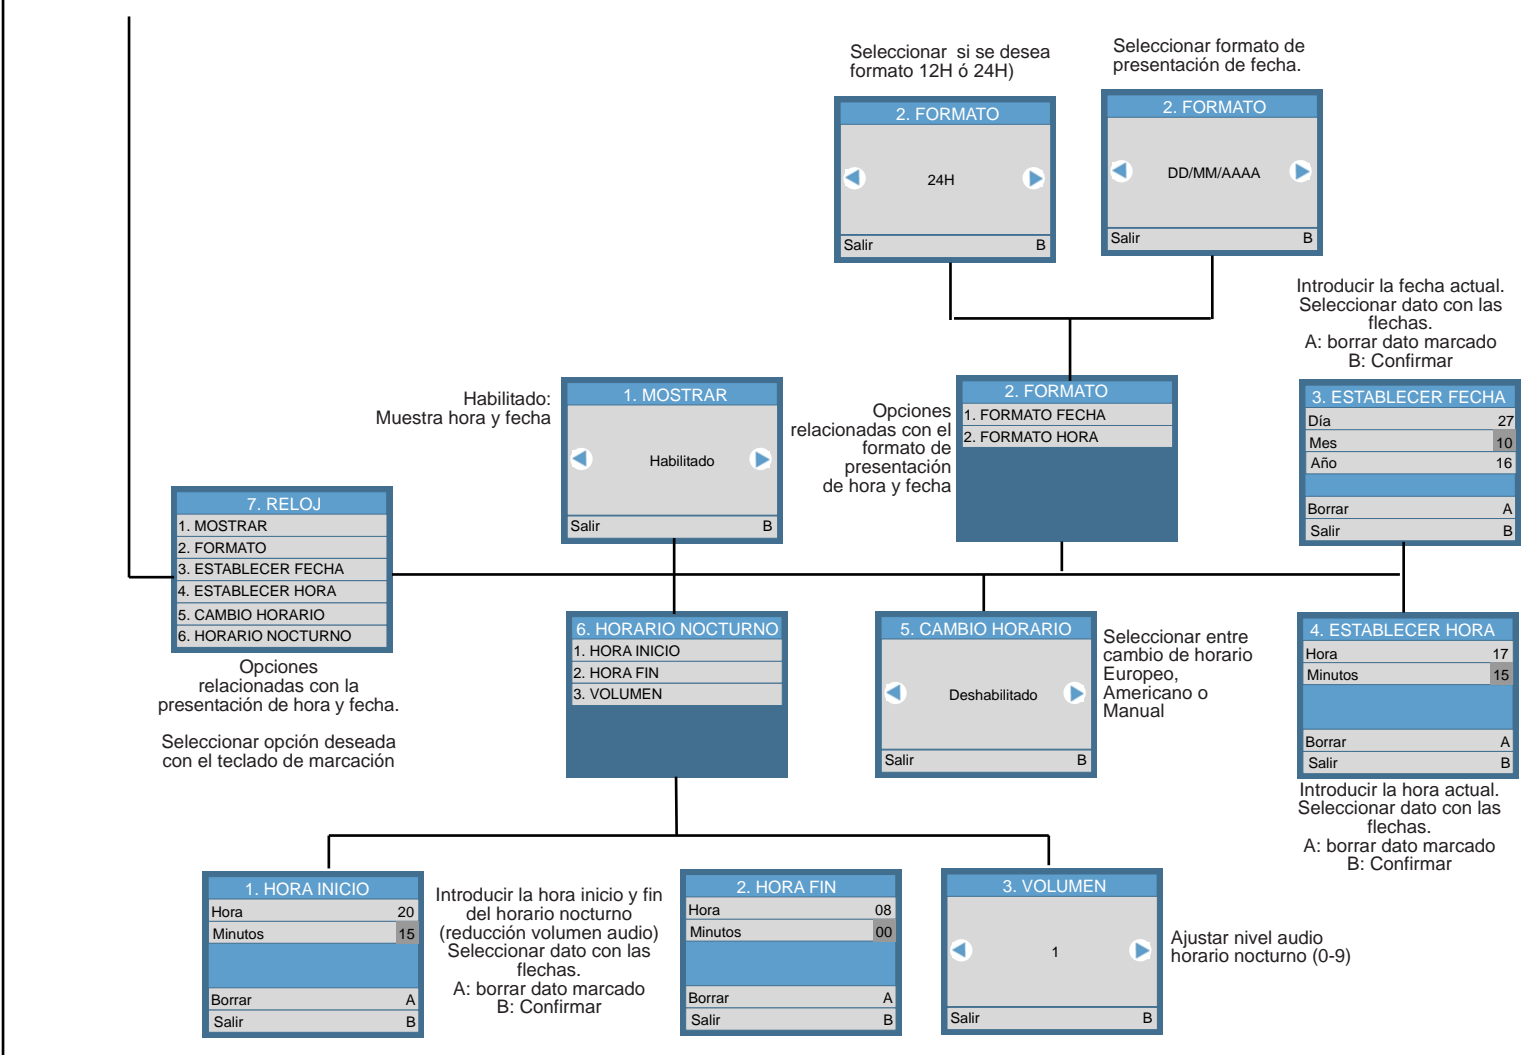 Seleccionar si se desea
formato 12H ó 24H)
2. FORMATO
24H
Salir B
Seleccionar formato de
presentación de fecha.
2. FORMATO
DD/MM/AAAA
Salir B
Habilitado:
Muestra hora y fecha
1. MOSTRAR
Habilitado
Salir B
Opciones
relacionadas con el
formato de
presentación
de hora y fecha
2. FORMATO
1. FORMATO FECHA
2. FORMATO HORA
Introducir la fecha actual.
Seleccionar dato con las
flechas.
A: borrar dato marcado
B: Confirmar
3. ESTABLECER FECHA
Día 27
Mes 10
Año 16
Borrar A
Salir B
7. RELOJ
1. MOSTRAR
2. FORMATO
3. ESTABLECER FECHA
4. ESTABLECER HORA
5. CAMBIO HORARIO
6. HORARIO NOCTURNO
Opciones
relacionadas con la
presentación de hora y fecha.
Seleccionar opción deseada
con el teclado de marcación
6. HORARIO NOCTURNO
1. HORA INICIO
2. HORA FIN
3. VOLUMEN
5. CAMBIO HORARIO
Deshabilitado
Salir B
Seleccionar entre
cambio de horario
Europeo,
Americano o
Manual
4. ESTABLECER HORA
Hora 17
Minutos 15
Borrar A
Salir B
Introducir la hora actual.
Seleccionar dato con las
flechas.
A: borrar dato marcado
B: Confirmar
1. HORA INICIO
Hora 20
Minutos 15
Borrar A
Salir B
Introducir la hora inicio y fin
del horario nocturno
(reducción volumen audio)
Seleccionar dato con las
flechas.
A: borrar dato marcado
B: Confirmar
2. HORA FIN
Hora 08
Minutos 00
Borrar A
Salir B
3. VOLUMEN
1
Salir B
Ajustar nivel audio
horario nocturno (0-9)